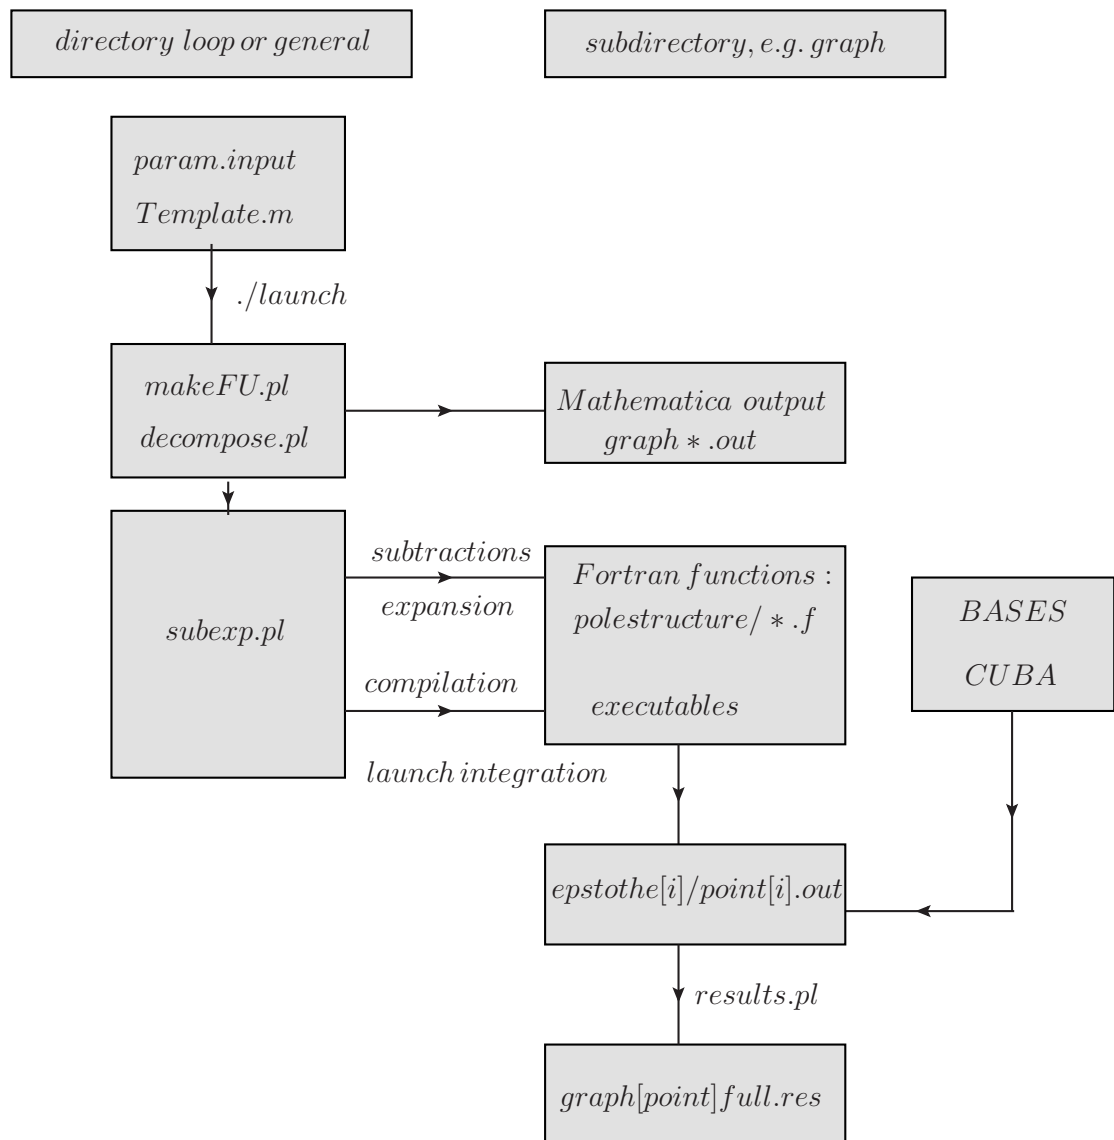 directory loop or general
subdirectory, e.g. graph
param.input
Template.m
./launch
makeFU.pl
decompose.pl
Mathematica output
graph * .out
subexp.pl
subtractions
expansion
compilation
launch integration
Fortran functions :
polestructure/ * .f
executables
BASES
CUBA
epstothe[i]/point[i].out
results.pl
graph[point]full.res